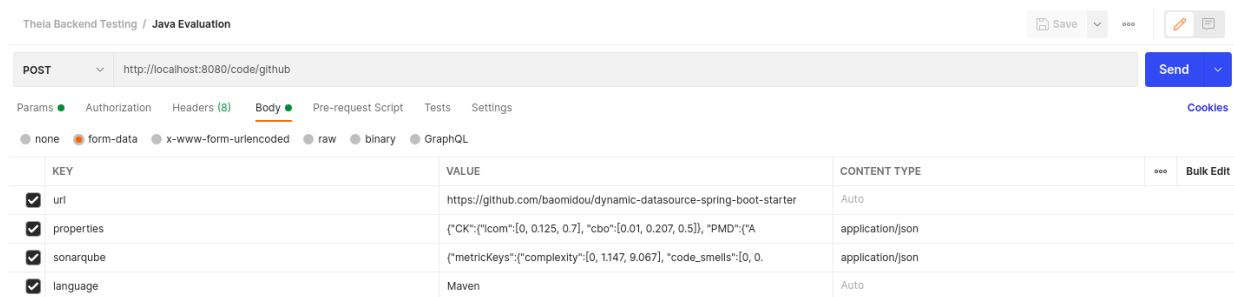 Theia Backend Testing / Java Evaluation
Save
POST http://localhost:8080/code/github Send
Params Authorization Headers (8) Body Pre-request Script Tests Settings Cookies
none form-data x-www-form-urlencoded raw binary GraphQL
KEY VALUE CONTENT TYPE Bulk Edit
url https://github.com/baomidou/dynamic-datasource-spring-boot-starter Auto
properties {"CK":{"lcom":[0, 0.125, 0.7], "cbo":[0.01, 0.207, 0.5]}, "PMD":{"A application/json
sonarqube {"metricKeys":{"complexity":[0, 1.147, 9.067], "code_smells":[0, 0. application/json
language Maven Auto